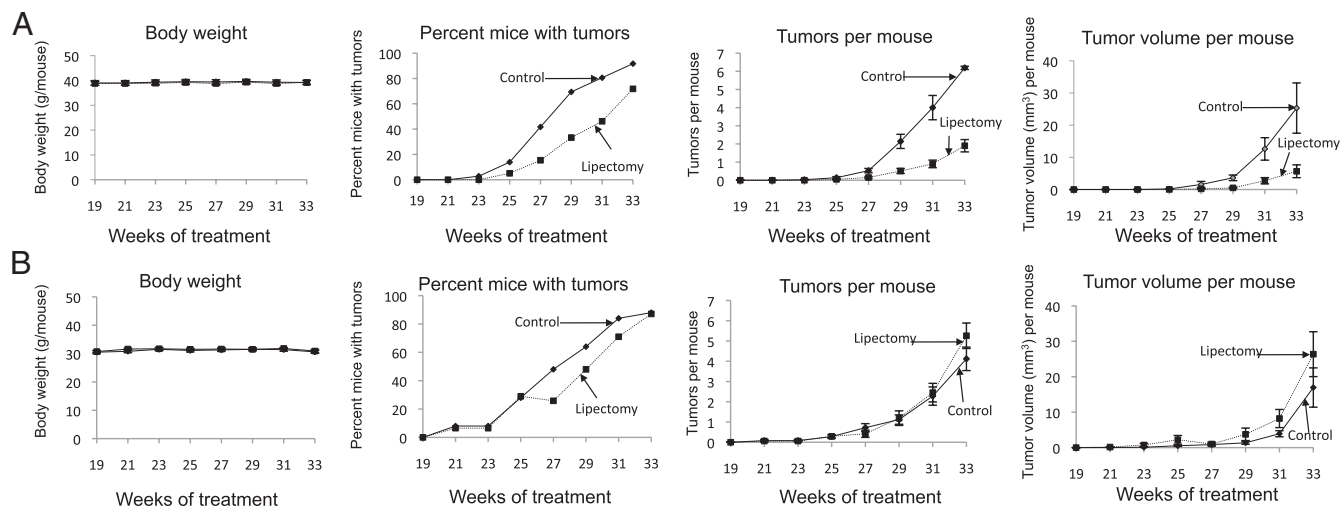 A
Body weight
Body weight (g/mouse)
50
40
30
20
10
0
19 21 23 25 27 29 31 33
Weeks of treatment
Percent mice with tumors
Percent mice with tumors
100
80
60
40
20
0
Control
Lipectomy
19 21 23 25 27 29 31 33
Weeks of treatment
Tumors per mouse
Tumors per mouse
7
6
5
4
3
2
1
0
Control
Lipectomy
19 21 23 25 27 29 31 33
Weeks of treatment
Tumor volume per mouse
Tumor volume (mm³) per mouse
40
30
20
10
0
Control
Lipectomy
19 21 23 25 27 29 31 33
Weeks of treatment
B
Body weight
Body weight (g/mouse)
50
40
30
20
10
0
19 21 23 25 27 29 31 33
Weeks of treatment
Percent mice with tumors
Percent mice with tumors
100
80
60
40
20
0
Control
Lipectomy
19 21 23 25 27 29 31 33
Weeks of treatment
Tumors per mouse
Tumors per mouse
7
6
5
4
3
2
1
0
Lipectomy
Control
19 21 23 25 27 29 31 33
Weeks of treatment
Tumor volume per mouse
Tumor volume (mm³) per mouse
40
30
20
10
0
Lipectomy
Control
19 21 23 25 27 29 31 33
Weeks of treatment